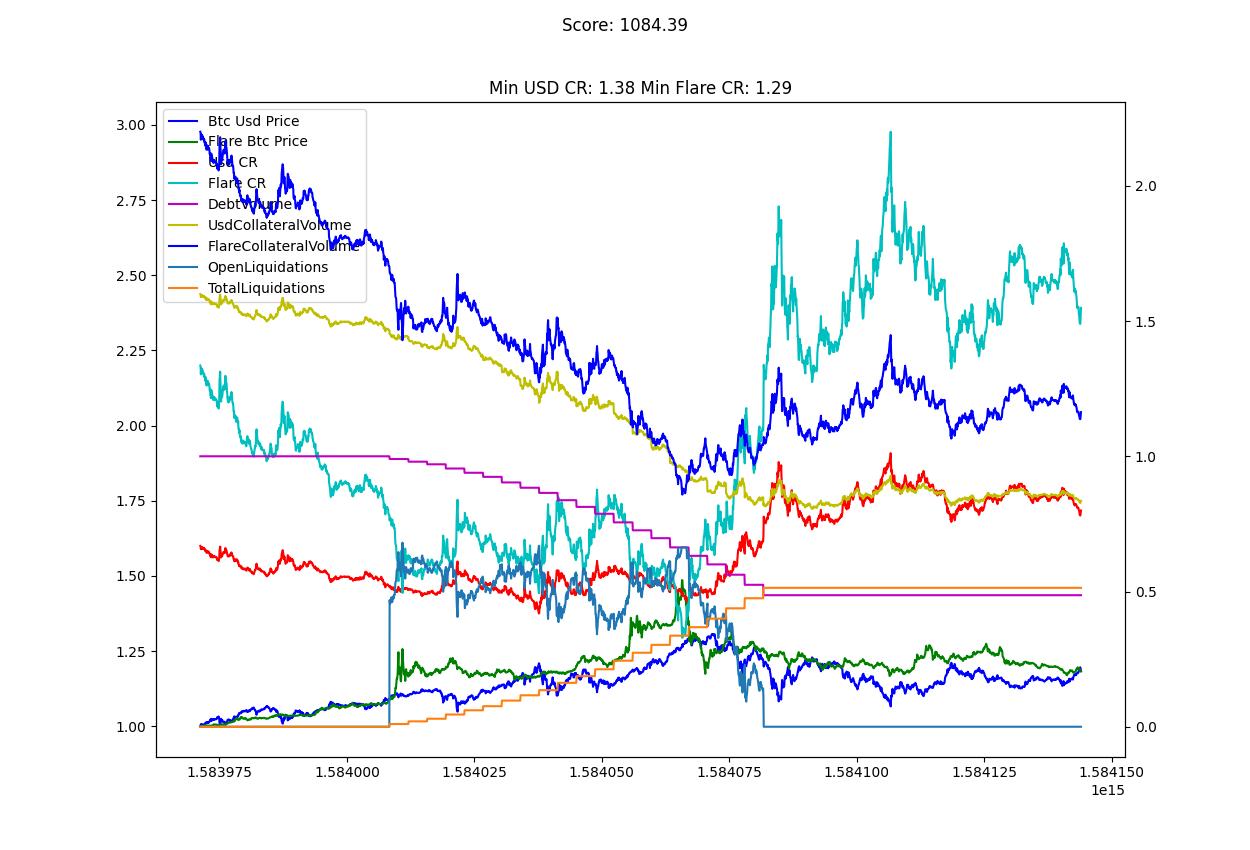 Score: 1084.39
Min USD CR: 1.38 Min Flare CR: 1.29
Btc Usd Price
Flare Btc Price
Usd CR
Flare CR
DebtVolume
UsdCollateralVolume
FlareCollateralVolume
OpenLiquidations
TotalLiquidations
3.00
2.75
2.50
2.25
2.00
1.75
1.50
1.25
1.00
2.0
1.5
1.0
0.5
0.0
1.583975 1.584000 1.584025 1.584050 1.584075 1.584100 1.584125 1.584150
1e15